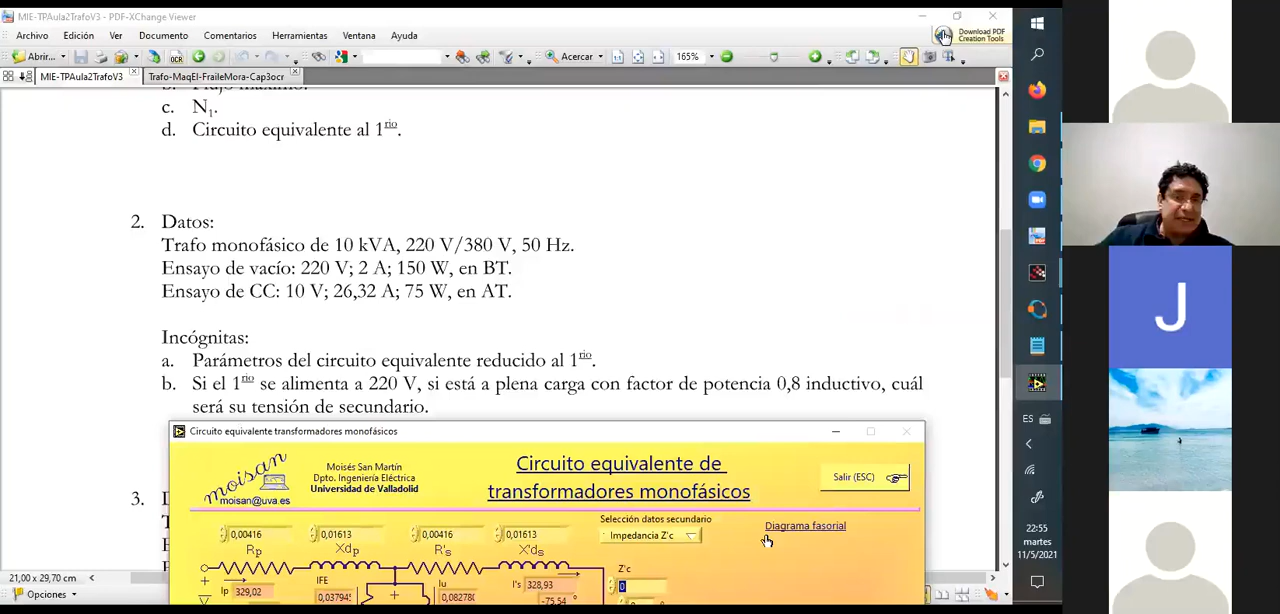 MIE-TPAula2TrafoV3 - PDF-XChange Viewer
Archivo Edición Ver Documento Comentarios Herramientas Ventana Ayuda
Download PDF
Creation Tools
Abrir...
OCR
Acercar
165%
MIE-TPAula2TrafoV3
Trafo-MaqEl-FraileMora-Cap3ocr
b. Flujo máximo.
c. N1.
d. Circuito equivalente al 1rio.
2. Datos:
Trafo monofásico de 10 kVA, 220 V/380 V, 50 Hz.
Ensayo de vacío: 220 V; 2 A; 150 W, en BT.
Ensayo de CC: 10 V; 26,32 A; 75 W, en AT.
Incógnitas:
a. Parámetros del circuito equivalente reducido al 1rio.
b. Si el 1rio se alimenta a 220 V, si está a plena carga con factor de potencia 0,8 inductivo, cuál
será su tensión de secundario.
Circuito equivalente transformadores monofásicos
moisan
moisan@uva.es
Moisés San Martín
Dpto. Ingeniería Eléctrica
Universidad de Valladolid
Circuito equivalente de
transformadores monofásicos
Salir (ESC)
Selección datos secundario
Impedancia Z'c
Diagrama fasorial
3.
0,00416 0,01613 0,00416 0,01613
Rp Xdp R's X'ds
Z'c
0
Ip 329,02
IFE
0,03794
Iu
0,08278
I's 328,93
-75,54 °
21,00 x 29,70 cm
Opciones
ES
22:55
martes
11/5/2021
J